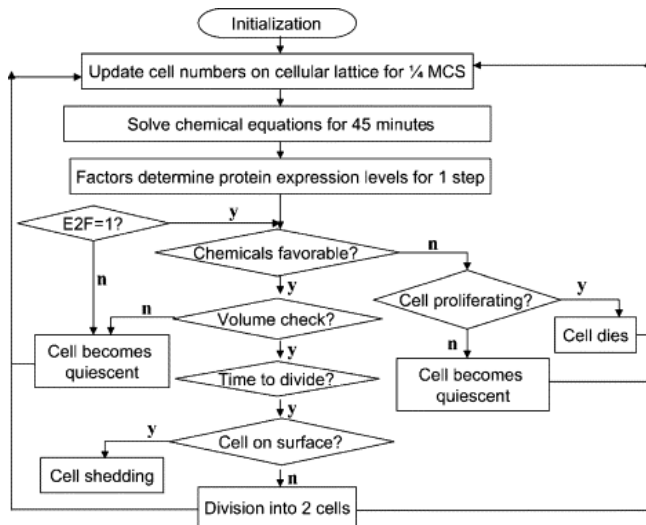 Initialization
Update cell numbers on cellular lattice for ¼ MCS
Solve chemical equations for 45 minutes
Factors determine protein expression levels for 1 step
E2F=1?
y
Chemicals favorable?
n
n
y
Cell proliferating?
y
n
Volume check?
Cell dies
Cell becomes
quiescent
y
n
Time to divide?
Cell becomes
quiescent
y
y
Cell on surface?
Cell shedding
n
Division into 2 cells